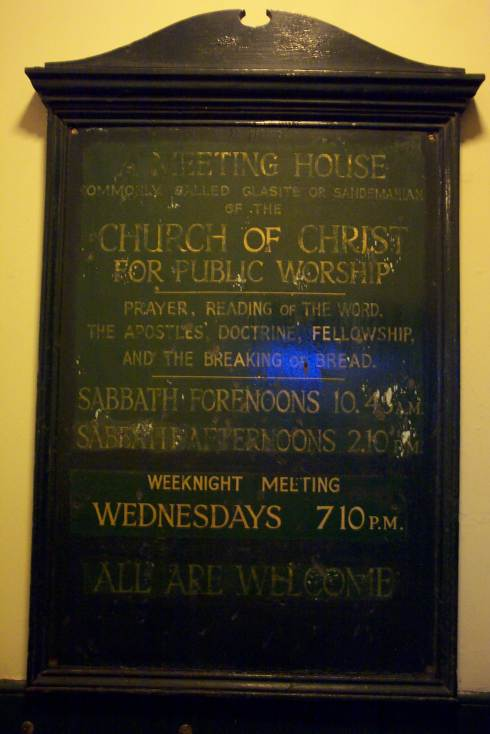 A MEETING HOUSE
COMMONLY CALLED GLASITE OR SANDEMANIAN
OF THE
CHURCH OF CHRIST
FOR PUBLIC WORSHIP
PRAYER, READING OF THE WORD,
THE APOSTLES, DOCTRINE, FELLOWSHIP,
AND THE BREAKING OF BREAD.
SABBATH FORENOONS 10.45 A.M.
SABBATH AFTERNOONS 2.10 P.M.
WEEKNIGHT MEETING
WEDNESDAYS 710 P.M.
ALL ARE WELCOME